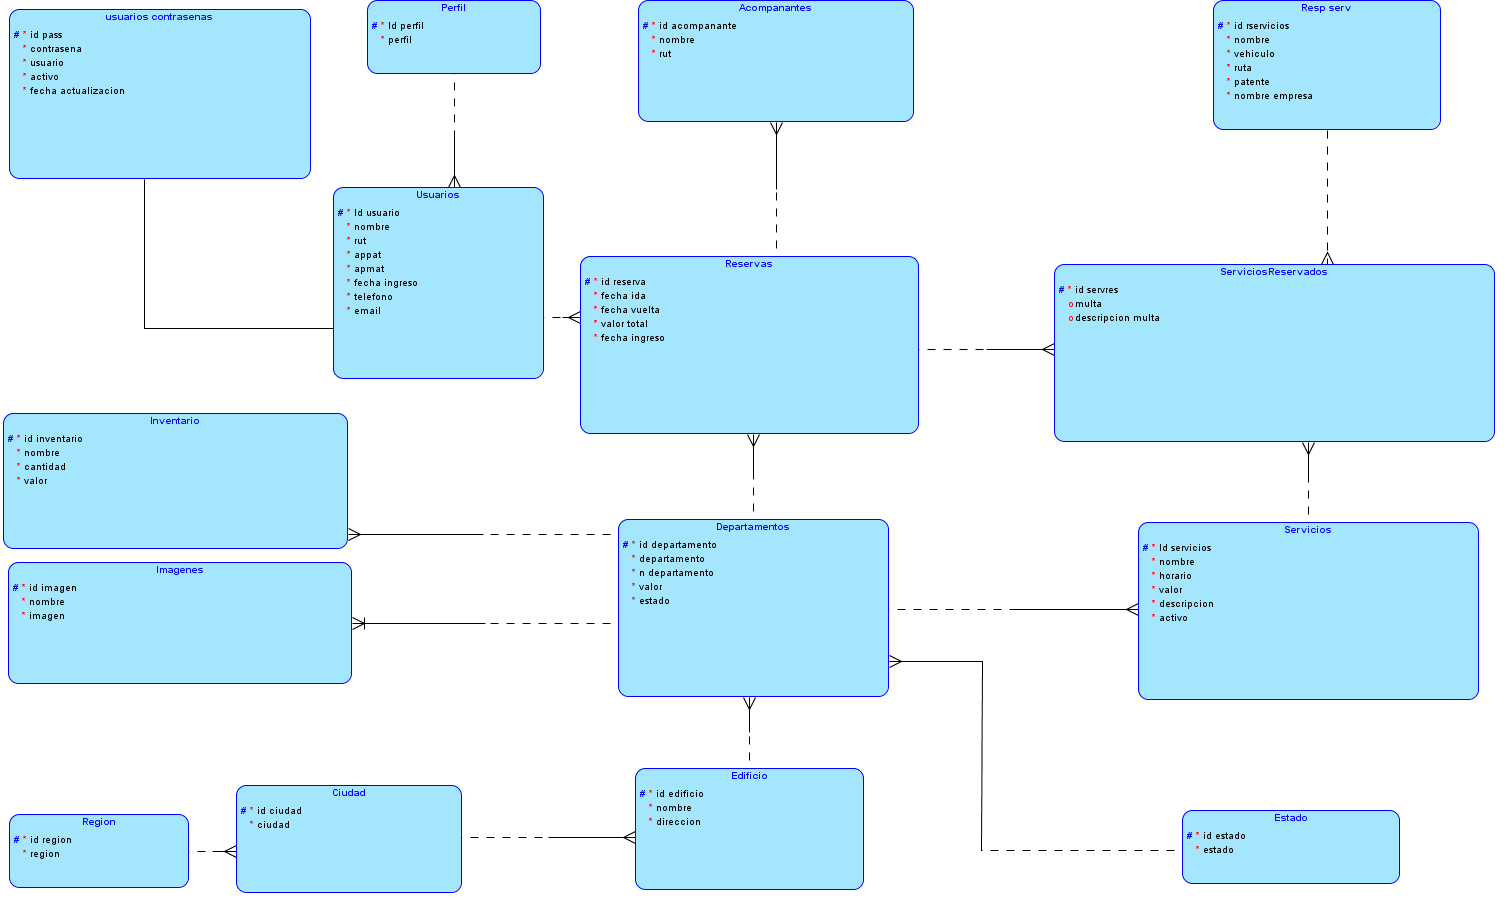 usuarios contrasenas
# * id pass
* contrasena
* usuario
* activo
* fecha actualizacion
Perfil
# * Id perfil
* perfil
Acompanantes
# * id acompanante
* nombre
* rut
Resp serv
# * id rservicios
* nombre
* vehiculo
* ruta
* patente
* nombre empresa
Usuarios
# * Id usuario
* nombre
* rut
* appat
* apmat
* fecha ingreso
* telefono
* email
Reservas
# * id reserva
* fecha ida
* fecha vuelta
* valor total
* fecha ingreso
ServiciosReservados
# * id servres
o multa
o descripcion multa
Inventario
# * id inventario
* nombre
* cantidad
* valor
Imagenes
# * id imagen
* nombre
* imagen
Departamentos
# * id departamento
* departamento
* n departamento
* valor
* estado
Servicios
# * Id servicios
* nombre
* horario
* valor
* descripcion
* activo
Region
# * id region
* region
Ciudad
# * id ciudad
* ciudad
Edificio
# * id edificio
* nombre
* direccion
Estado
# * id estado
* estado